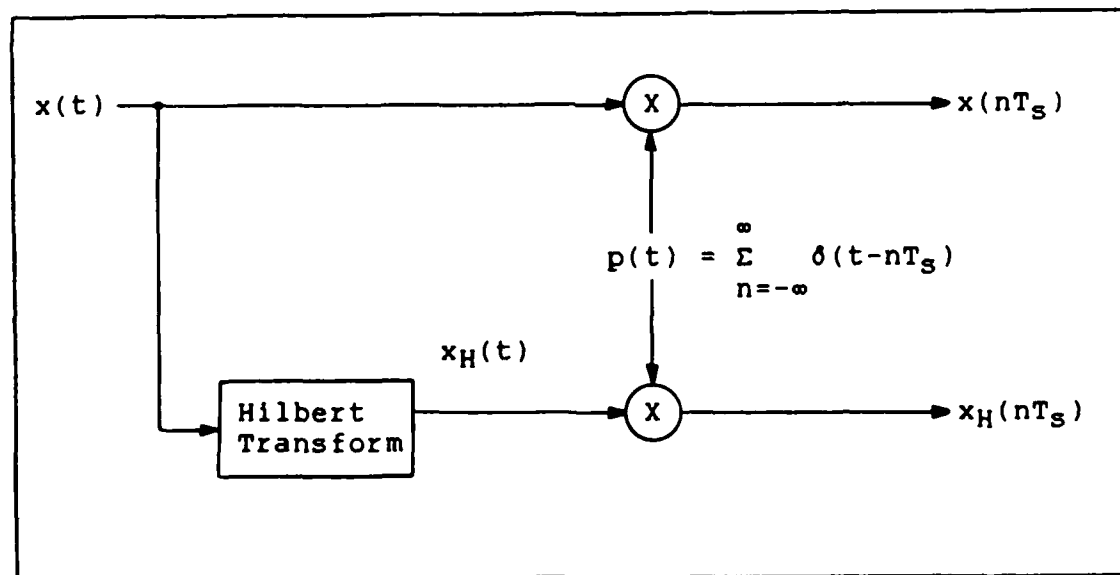 x(t)
X
x(nTs)
∞
p(t) = Σ δ(t-nTs)
n=-∞
xH(t)
Hilbert
Transform
X
xH(nTs)